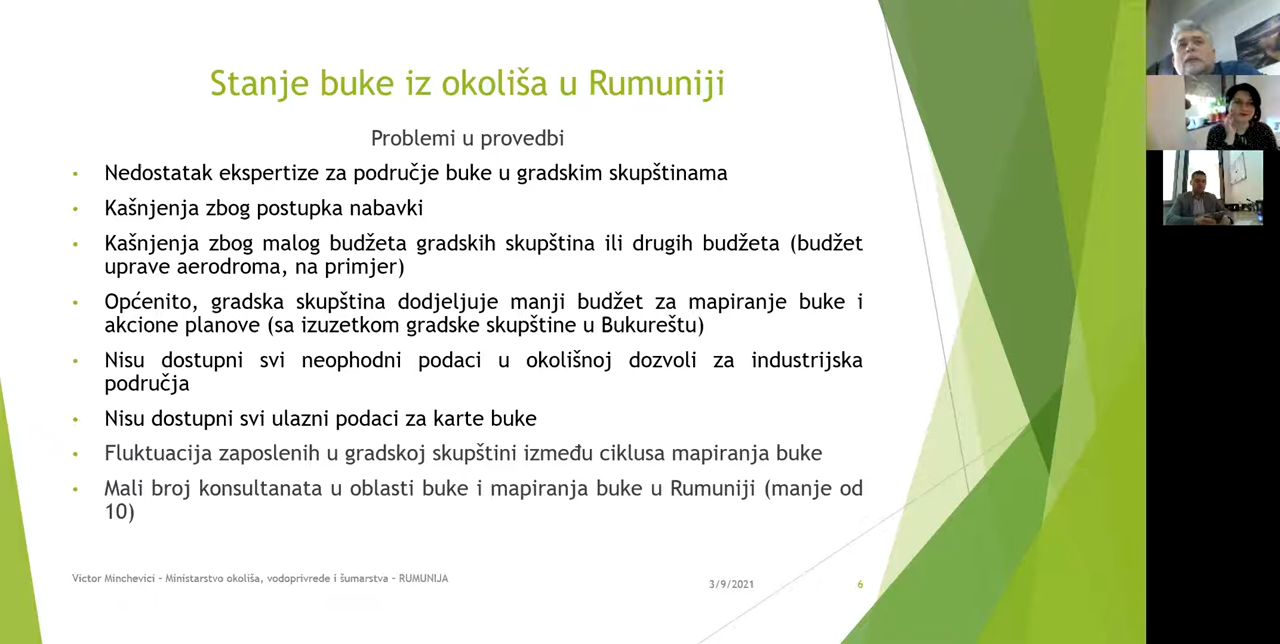 Stanje buke iz okoliša u Rumuniji
Problemi u provedbi
• Nedostatak ekspertize za područje buke u gradskim skupštinama
• Kašnjenja zbog postupka nabavki
• Kašnjenja zbog malog budžeta gradskih skupština ili drugih budžeta (budžet
uprave aerodroma, na primjer)
• Općenito, gradska skupština dodjeljuje manji budžet za mapiranje buke i
akcione planove (sa izuzetkom gradske skupštine u Bukureštu)
• Nisu dostupni svi neophodni podaci u okolišnoj dozvoli za industrijska
područja
• Nisu dostupni svi ulazni podaci za karte buke
• Fluktuacija zaposlenih u gradskoj skupštini između ciklusa mapiranja buke
• Mali broj konsultanata u oblasti buke i mapiranja buke u Rumuniji (manje od
10)
Victor Minchevici – Ministarstvo okoliša, vodoprivrede i šumarstva – RUMUNIJA
3/9/2021
6